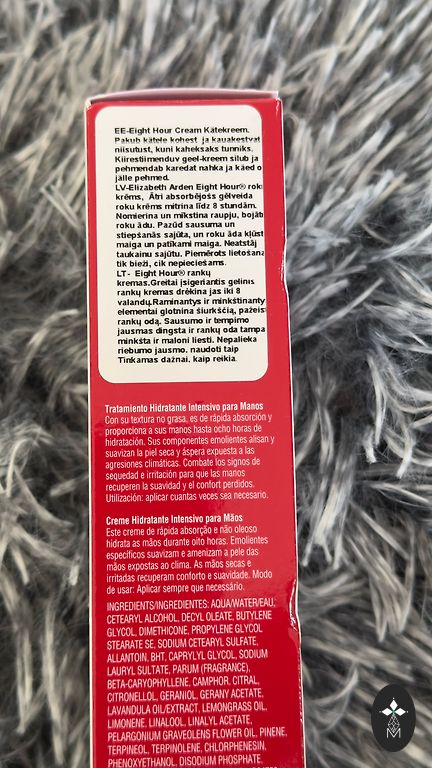 EE-Eight Hour Cream Kätekreem.
Pakub kätele kohest ja kauakestvat
niisutust, kuni kaheksaks tunniks.
Kiirestiimenduv geel-kreem silub ja
pehmendab karedat nahka ja käed o
jälle pehmed.
LV-Elizabeth Arden Eight Hour® roku
krēms, Ātri absorbējošs gēlveida
roku krēms mitrina līdz 8 stundām.
Nomierina un mīkstina raupju, bojāt
roku ādu. Pazūd sausuma un
stiepšanās sajūta, un roku āda kļūst
maiga un patīkami maiga. Neatstāj
taukainu sajūtu. Piemērots lietošana
tik bieži, cik nepieciešams.
LT- Eight Hour® rankų
kremas.Greitai įsigeriantis gelinis
rankų kremas drėkina jas iki 8
valandų.Raminantys ir minkštinanty
elementai glotnina šiurkščią, pažeis
rankų odą. Sausumo ir tempimo
jausmas dingsta ir rankų oda tampa
minkšta ir maloni liesti. Nepalieka
riebumo jausmo. naudoti taip
Tinkamas dažnai, kaip reikia
Tratamiento Hidratante Intensivo para Manos
Con su textura no grasa, es de rápida absorción y
proporciona a sus manos hasta ocho horas de
hidratación. Sus componentes emolientes alisan y
suavizan la piel seca y áspera expuesta a las
agresiones climáticas. Combate los signos de
sequedad e irritación para que las manos
recuperen la suavidad y el confort perdidos.
Utilización: aplicar cuantas veces sea necesario.
Creme Hidratante Intensivo para Mãos
Este creme de rápida absorção e não oleoso
hidrata as mãos durante oito horas. Emolientes
específicos suavizam e amenizam a pele das
mãos expostas ao clima. As mãos secas e
irritadas recuperam conforto e suavidade. Modo
de usar: Aplicar sempre que necessário.
INGREDIENTS/INGREDIENTES: AQUA/WATER/EAU,
CETEARYL ALCOHOL, DECYL OLEATE, BUTYLENE
GLYCOL, DIMETHICONE, PROPYLENE GLYCOL
STEARATE SE, SODIUM CETEARYL SULFATE,
ALLANTOIN, BHT, CAPRYLYL GLYCOL, SODIUM
LAURYL SULFATE, PARFUM (FRAGRANCE),
BETA-CARYOPHYLLENE, CAMPHOR, CITRAL,
CITRONELLOL, GERANIOL, GERANY ACETATE,
LAVANDULA OIL/EXTRACT, LEMONGRASS OIL,
LIMONENE, LINALOOL, LINALYL ACETATE,
PELARGONIUM GRAVEOLENS FLOWER OIL, PINENE,
TERPINEOL, TERPINOLENE, CHLORPHENESIN,
PHENOXYETHANOL, DISODIUM PHOSPHATE,